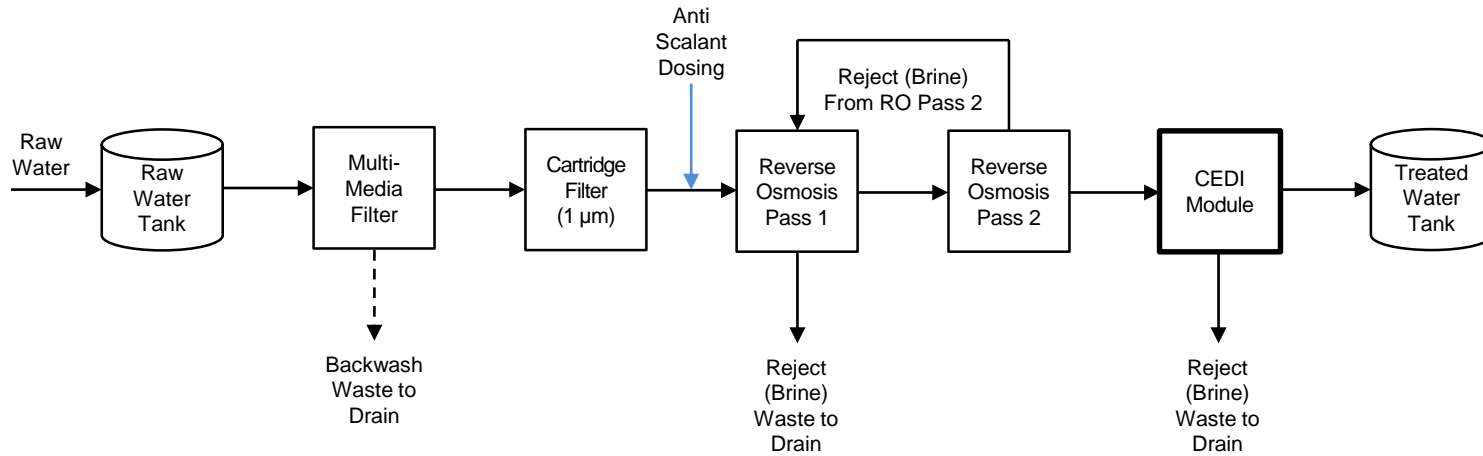 Anti
Scalant
Dosing
Reject (Brine)
From RO Pass 2
Raw
Water
Raw
Water
Tank
Multi-
Media
Filter
Cartridge
Filter
(1 µm)
Reverse
Osmosis
Pass 1
Reverse
Osmosis
Pass 2
CEDI
Module
Treated
Water
Tank
Backwash
Waste to
Drain
Reject
(Brine)
Waste to
Drain
Reject
(Brine)
Waste to
Drain